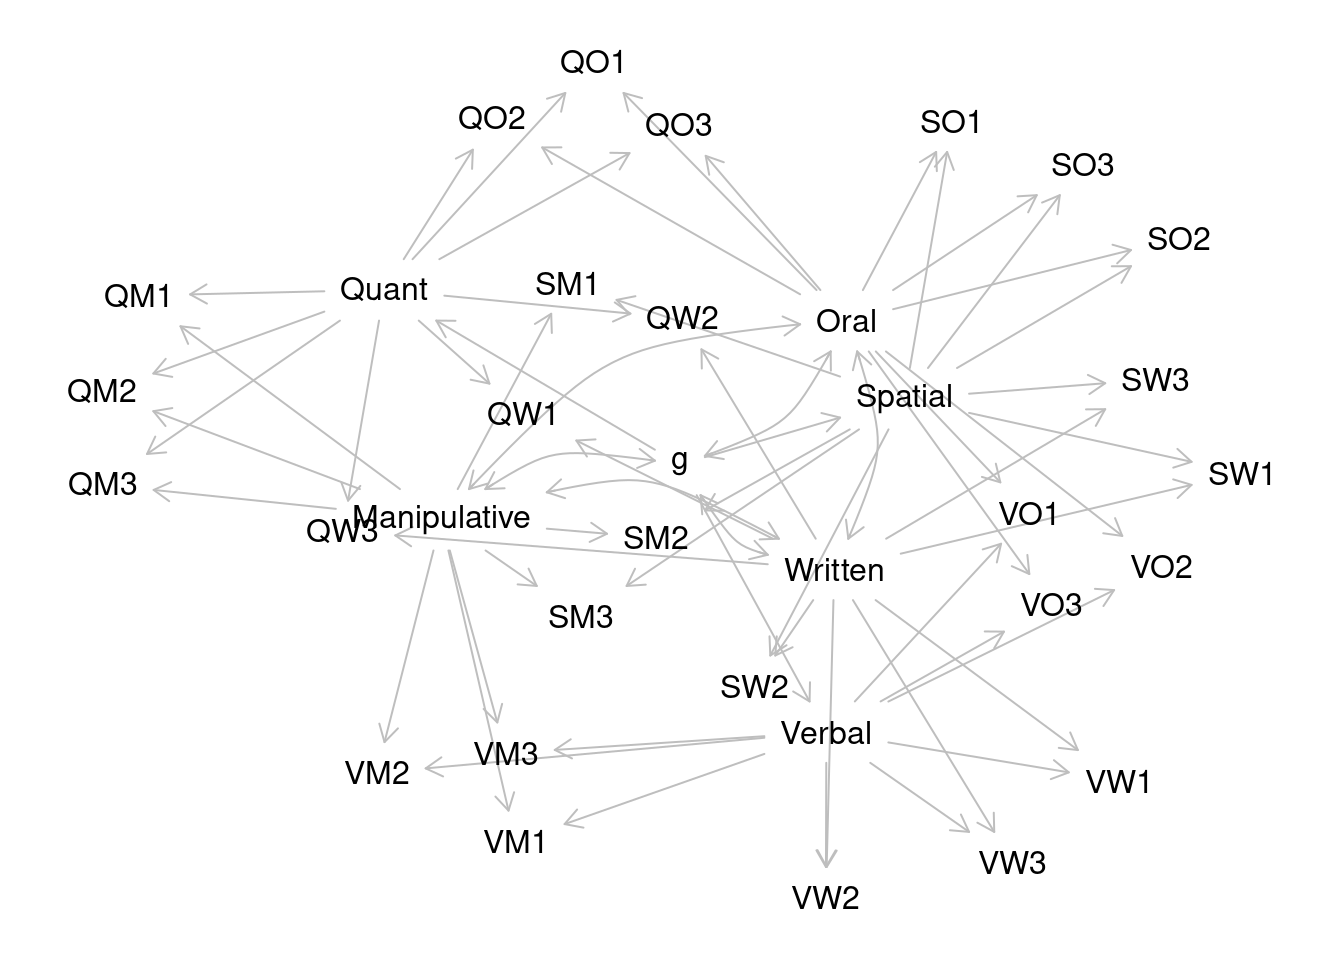 QO1
QO2
QO3
SO1
SO3
SO2
Quant
SM1
QM1
QW2
Oral
QM2
SW3
Spatial
QW1
g
SW1
QM3
VO1
Manipulative
QW3
SM2
Written
VO2
VO3
SM3
SW2
Verbal
VM3
VM2
VW1
VM1
VW3
VW2